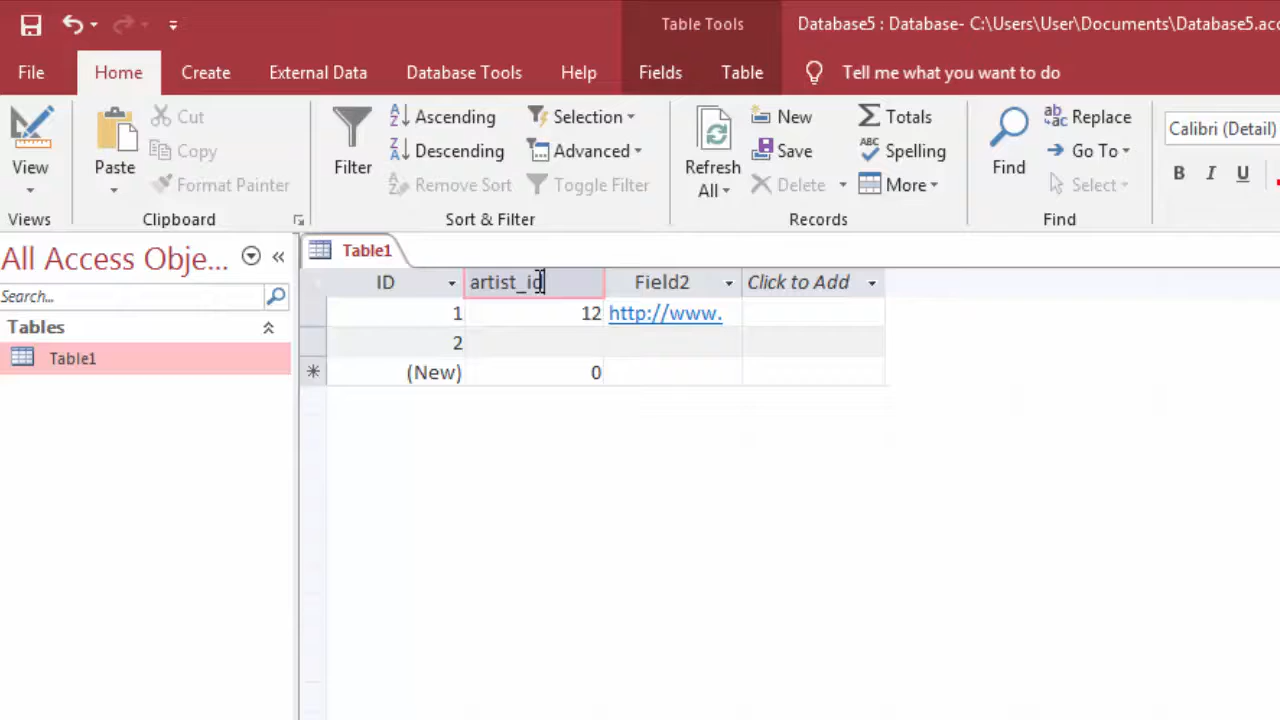 Table Tools
Database5 : Database- C:\Users\User\Documents\Database5.acc
File Home Create External Data Database Tools Help Fields Table Tell me what you want to do
View
Views
Paste
Cut
Copy
Format Painter
Clipboard
Filter
Ascending
Descending
Remove Sort
Selection
Advanced
Toggle Filter
Sort & Filter
Refresh
All
New
Save
Delete
Totals
Spelling
More
Records
Find
Replace
Go To
Select
Find
Calibri (Detail)
B I U
All Access Obje...
Search...
Tables
Table1
Table1
ID artist_id Field2 Click to Add
1 12 http://www.
2
(New) 0